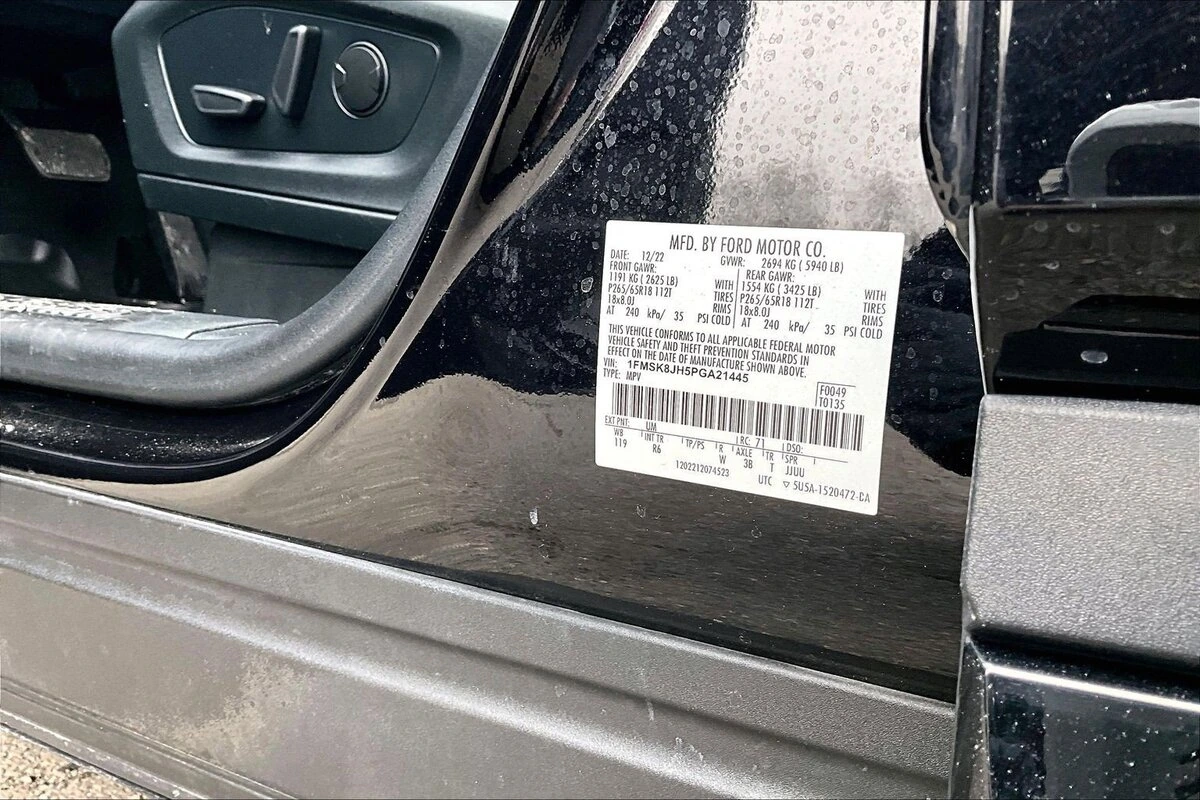 MFD. BY FORD MOTOR CO.
DATE: 12/22 GVWR: 2694 KG ( 5940 LB)
FRONT GAWR: REAR GAWR:
1191 KG ( 2625 LB) WITH 1554 KG ( 3425 LB) WITH
P265/65R18 112T TIRES P265/65R18 112T TIRES
18x8.0J RIMS 18x8.0J RIMS
AT 240 kPa/ 35 PSI COLD AT 240 kPa/ 35 PSI COLD
THIS VEHICLE CONFORMS TO ALL APPLICABLE FEDERAL MOTOR
VEHICLE SAFETY AND THEFT PREVENTION STANDARDS IN
EFFECT ON THE DATE OF MANUFACTURE SHOWN ABOVE.
VIN: 1FMSK8JH5PGA21445
TYPE: MPV
F0049
T0135
EXT PNT: UM RC: 71 DSO:
WB INT TR TP/PS R AXLE TR SPR
119 R6 W 3B T JJUU
1202212074523 UTC ▽ 5USA-1520472-BA